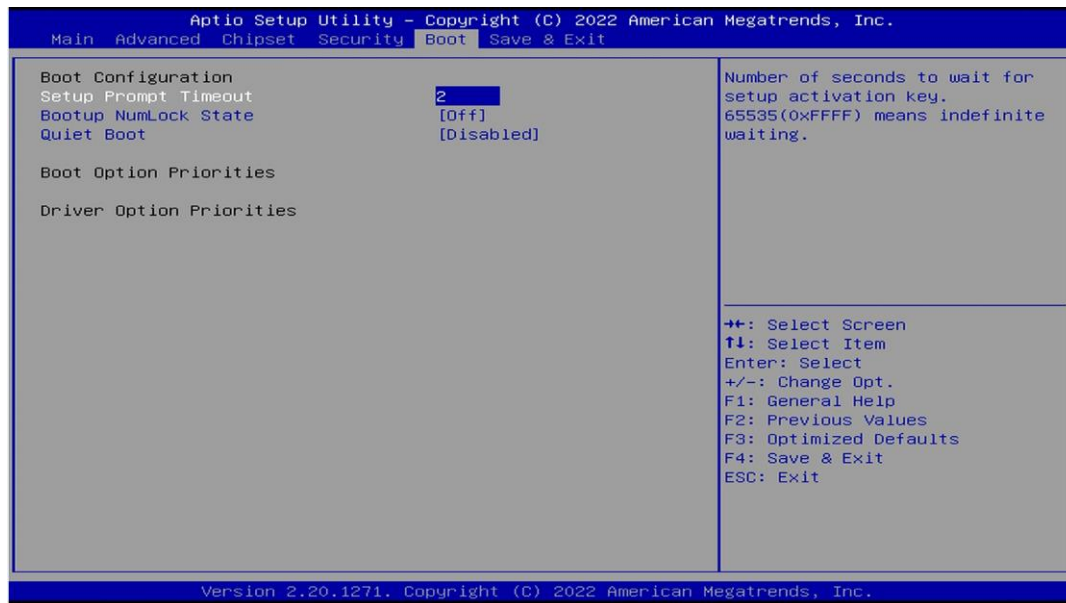 Aptio Setup Utility – Copyright (C) 2022 American Megatrends, Inc.
Main Advanced Chipset Security Boot Save & Exit
Boot Configuration
Setup Prompt Timeout 2
Bootup NumLock State [Off]
Quiet Boot [Disabled]
Boot Option Priorities
Driver Option Priorities
Number of seconds to wait for
setup activation key.
65535(0xFFFF) means indefinite
waiting.
→←: Select Screen
↑↓: Select Item
Enter: Select
+/-: Change Opt.
F1: General Help
F2: Previous Values
F3: Optimized Defaults
F4: Save & Exit
ESC: Exit
Version 2.20.1271. Copyright (C) 2022 American Megatrends, Inc.